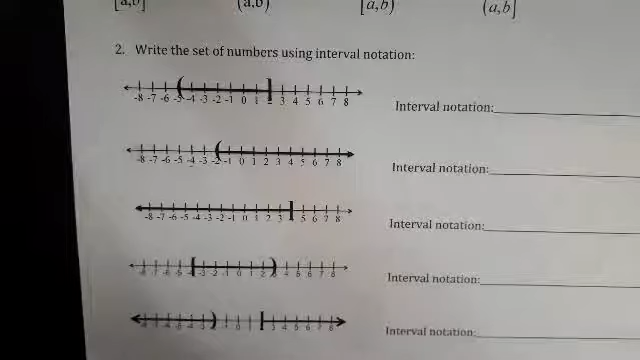 [a,b] (a,b) [a,b) (a,b]
2. Write the set of numbers using interval notation:
-8 -7 -6 -5 -4 -3 -2 -1 0 1 2 3 4 5 6 7 8
Interval notation:
-8 -7 -6 -5 -4 -3 -2 -1 0 1 2 3 4 5 6 7 8
Interval notation:
-8 -7 -6 -5 -4 -3 -2 -1 0 1 2 3 4 5 6 7 8
Interval notation:
Interval notation:
Interval notation: